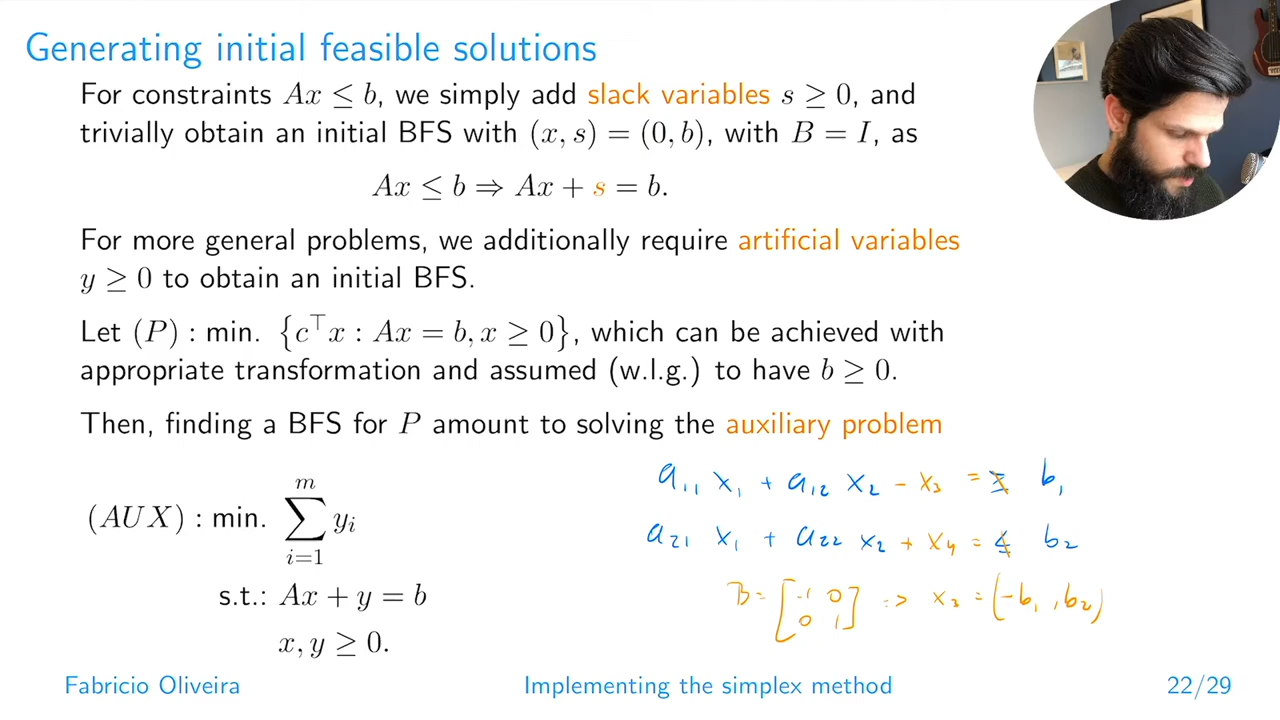 Generating initial feasible solutions
For constraints Ax ≤ b, we simply add slack variables s ≥ 0, and
trivially obtain an initial BFS with (x, s) = (0, b), with B = I, as
Ax ≤ b ⇒ Ax + s = b.
For more general problems, we additionally require artificial variables
y ≥ 0 to obtain an initial BFS.
Let (P) : min. {c⊤x : Ax = b, x ≥ 0}, which can be achieved with
appropriate transformation and assumed (w.l.g.) to have b ≥ 0.
Then, finding a BFS for P amount to solving the auxiliary problem
(AUX) : min. ∑_{i=1}^{m} y_i
s.t.: Ax + y = b
x, y ≥ 0.
a₁₁ x₁ + a₁₂ x₂ − x₃ = b₁
a₂₁ x₁ + a₂₂ x₂ + x₄ = b₂
B = [-1 0
0 1] => x_B = (-b₁, b₂)
Fabricio Oliveira
Implementing the simplex method
22/29